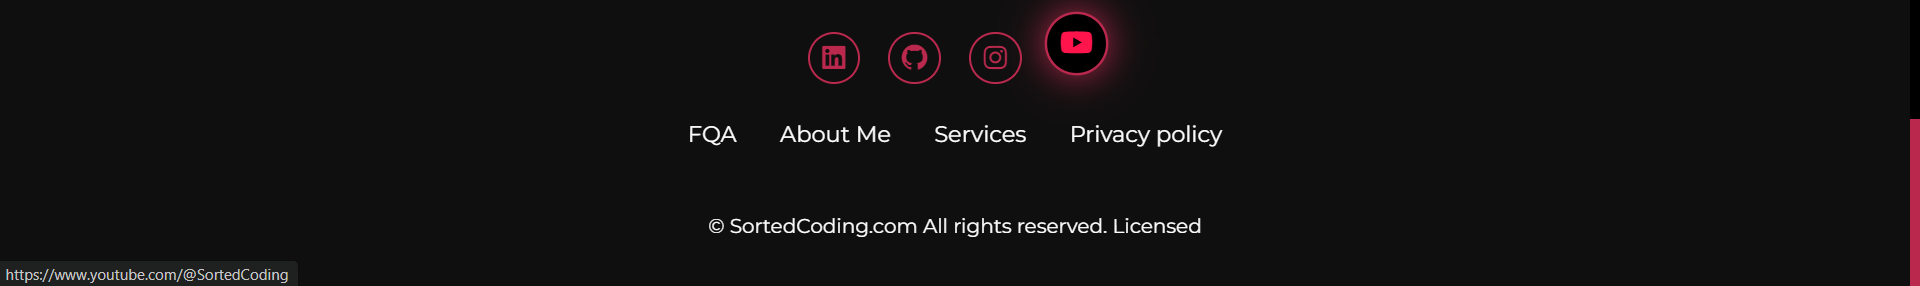 FQA About Me Services Privacy policy
© SortedCoding.com All rights reserved. Licensed
https://www.youtube.com/@SortedCoding